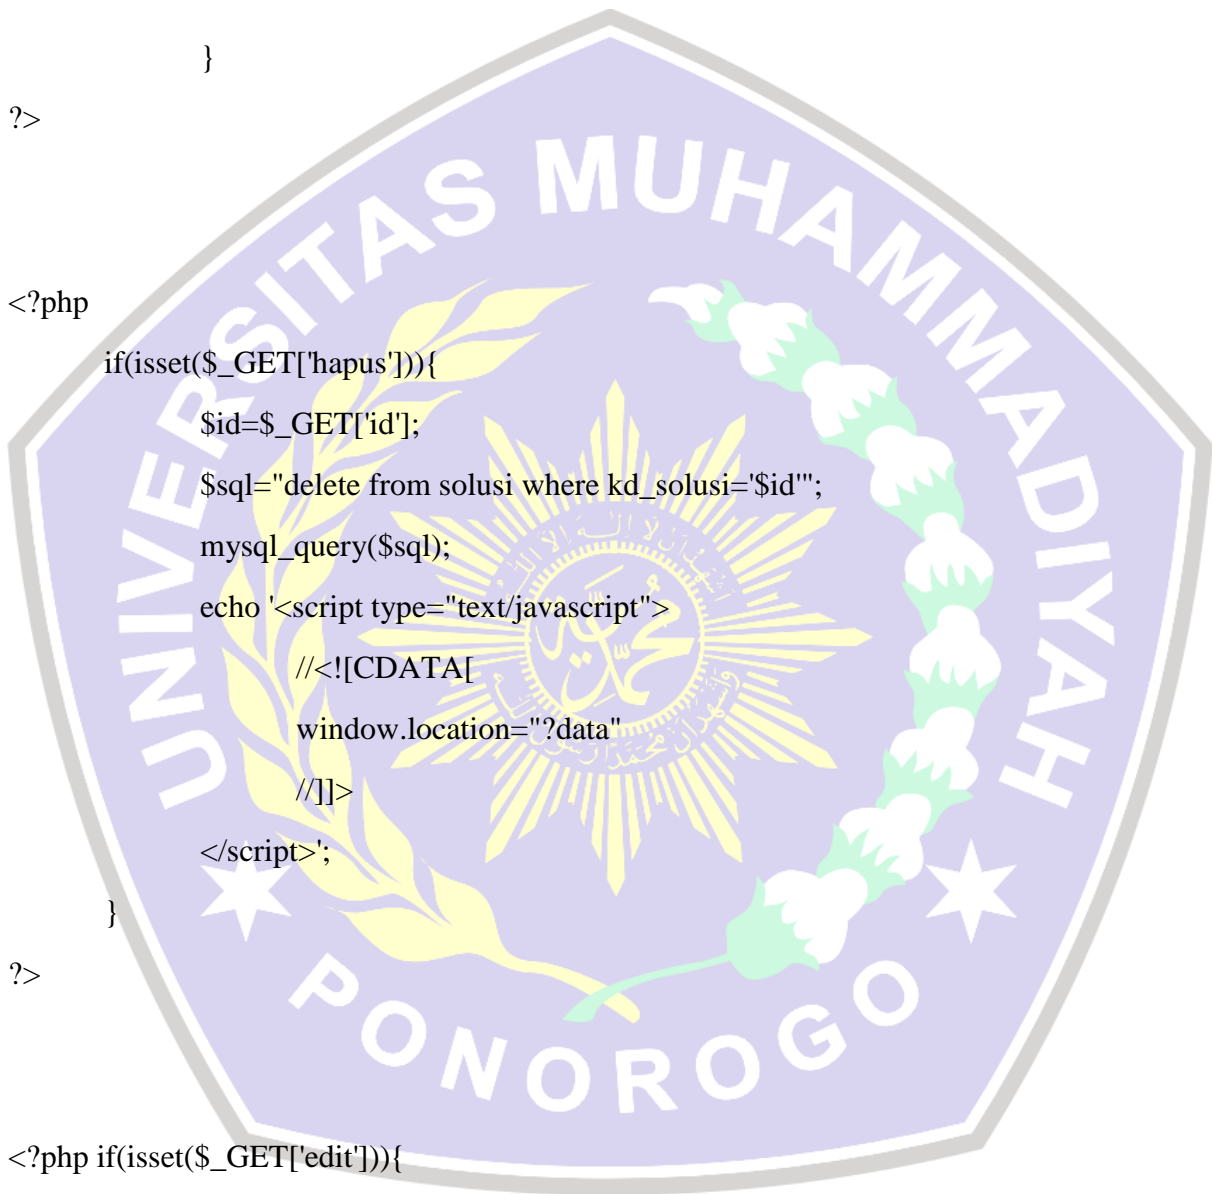 }
?>
<?php
if(isset($_GET['hapus'])){
$id=$_GET['id'];
$sql="delete from solusi where kd_solusi='$id'";
mysql_query($sql);
echo '<script type="text/javascript">
//<![CDATA[
window.location="?data"
//]]>
</script>';
}
?>
<?php if(isset($_GET['edit'])){
UNIVERSITAS MUHAMMADIYAH
PONOROGO